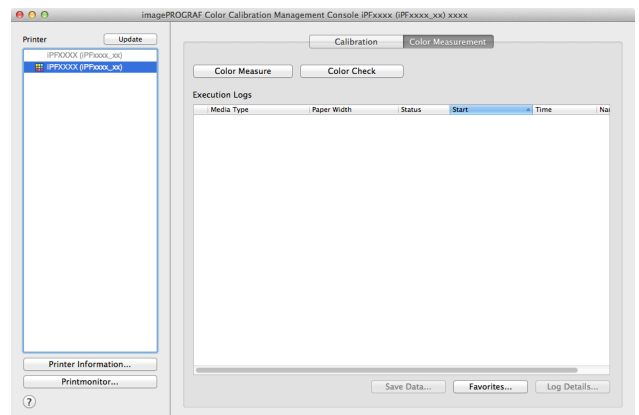 imagePROGRAF Color Calibration Management Console iPFxxxx (iPFxxxx_xx) xxxx
Printer
Update
iPFXXXX (iPFxxxx_xx)
iPFXXXX (iPFxxxx_xx)
Printer Information...
Printmonitor...
?
Calibration Color Measurement
Color Measure Color Check
Execution Logs
Media Type Paper Width Status Start Time Nai
Save Data... Favorites... Log Details...